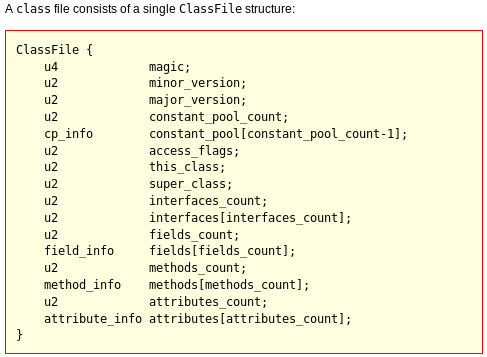 A class file consists of a single ClassFile structure:
ClassFile {
    u4             magic;
    u2             minor_version;
    u2             major_version;
    u2             constant_pool_count;
    cp_info        constant_pool[constant_pool_count-1];
    u2             access_flags;
    u2             this_class;
    u2             super_class;
    u2             interfaces_count;
    u2             interfaces[interfaces_count];
    u2             fields_count;
    field_info     fields[fields_count];
    u2             methods_count;
    method_info    methods[methods_count];
    u2             attributes_count;
    attribute_info attributes[attributes_count];
}